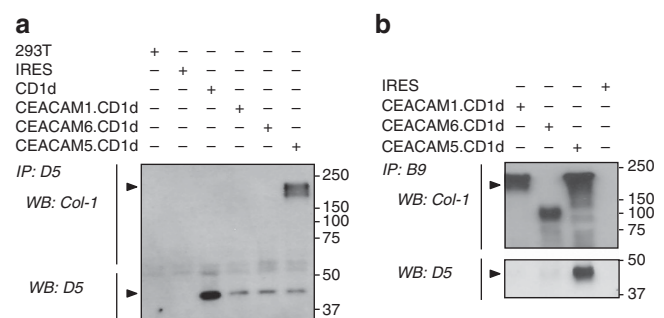 a
293T + – – – – –
IRES – + – – – –
CD1d – – + – – –
CEACAM1.CD1d – – – + – –
CEACAM6.CD1d – – – – + –
CEACAM5.CD1d – – – – – +
IP: D5
WB: Col-1
250
150
100
75
WB: D5
50
37
b
IRES – – – +
CEACAM1.CD1d + – – –
CEACAM6.CD1d – + – –
CEACAM5.CD1d – – + –
IP: B9
WB: Col-1
250
150
100
75
WB: D5
50
37